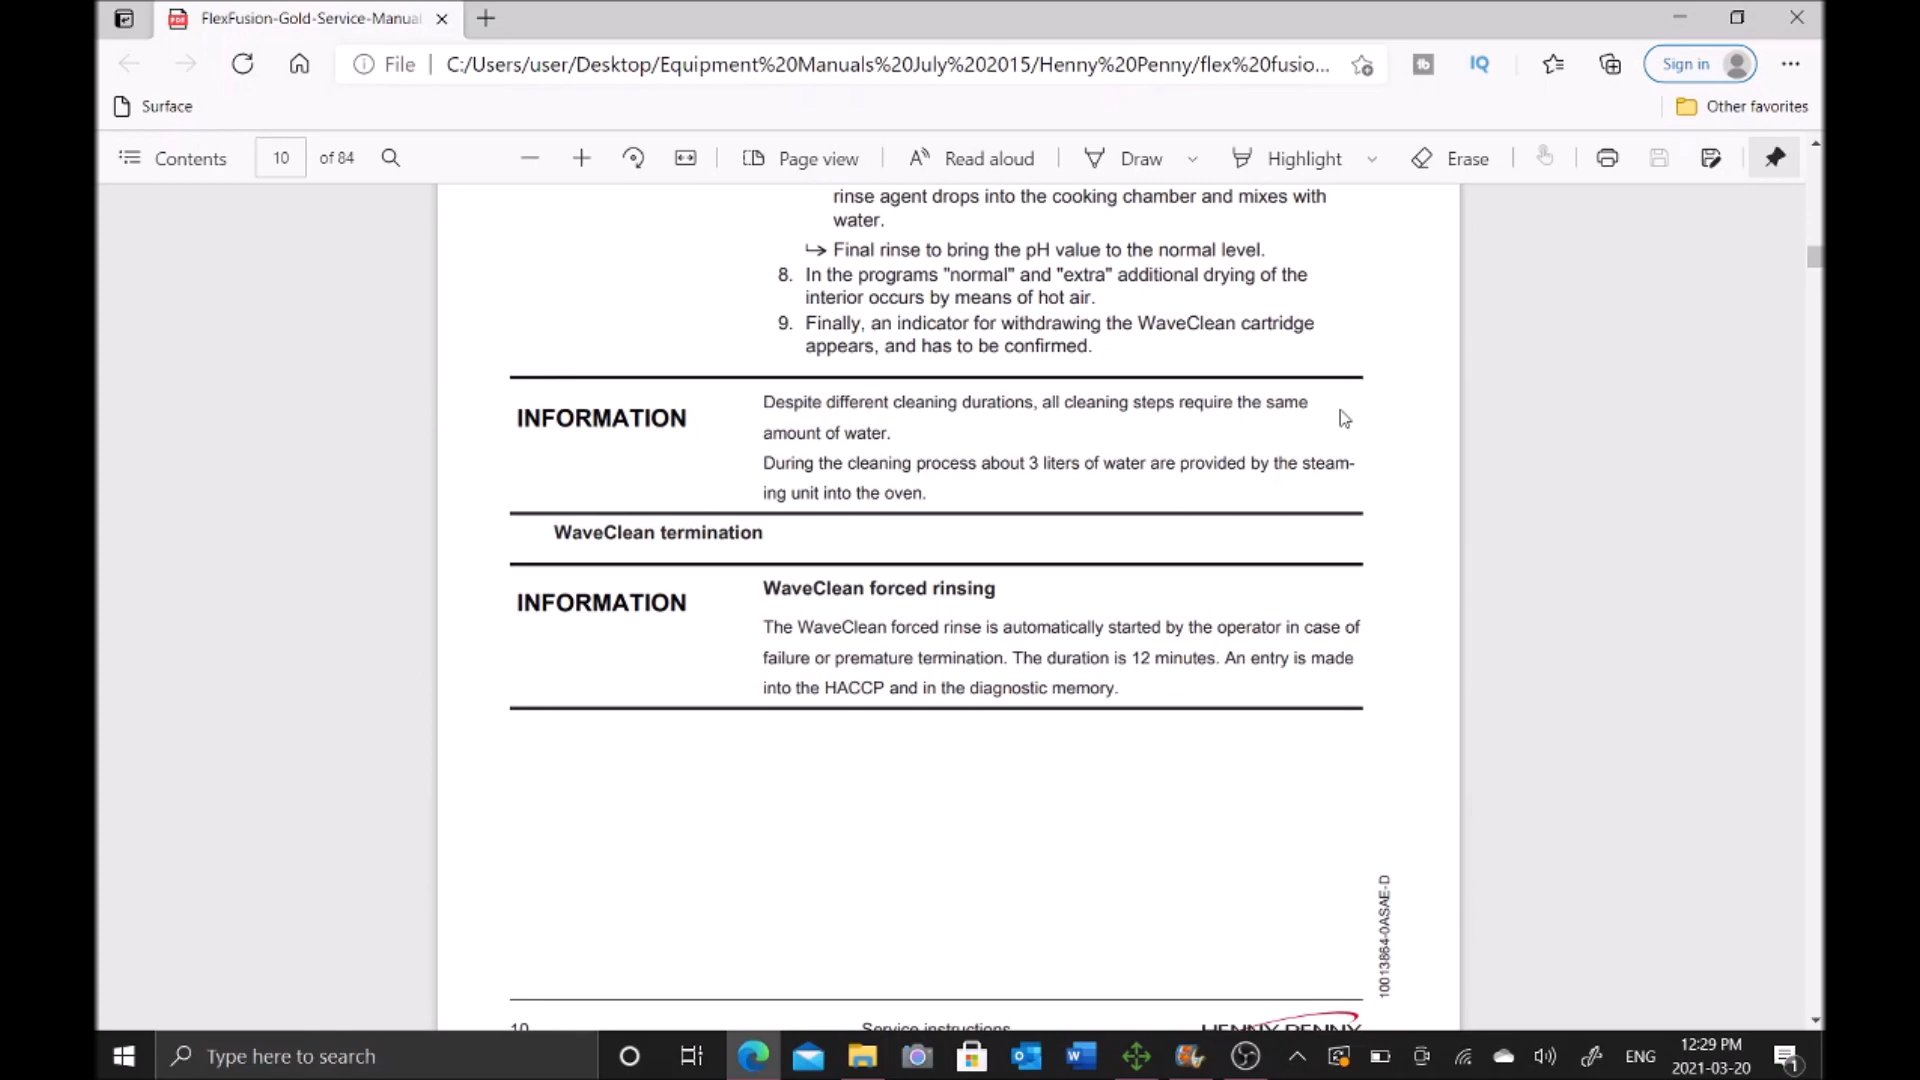 FlexFusion-Gold-Service-Manual
File
C:/Users/user/Desktop/Equipment%20Manuals%20July%202015/Henny%20Penny/flex%20fusio...
IQ
Sign in
Surface
Other favorites
Contents
10 of 84
Page view
Read aloud
Draw
Highlight
Erase
rinse agent drops into the cooking chamber and mixes with
water.
↳ Final rinse to bring the pH value to the normal level.
8. In the programs "normal" and "extra" additional drying of the
interior occurs by means of hot air.
9. Finally, an indicator for withdrawing the WaveClean cartridge
appears, and has to be confirmed.
INFORMATION
Despite different cleaning durations, all cleaning steps require the same
amount of water.
During the cleaning process about 3 liters of water are provided by the steam-
ing unit into the oven.
WaveClean termination
INFORMATION
WaveClean forced rinsing
The WaveClean forced rinse is automatically started by the operator in case of
failure or premature termination. The duration is 12 minutes. An entry is made
into the HACCP and in the diagnostic memory.
10013864-0ASAE-D
10
Service instructions
HENNY PENNY
Type here to search
ENG
12:29 PM
2021-03-20
1